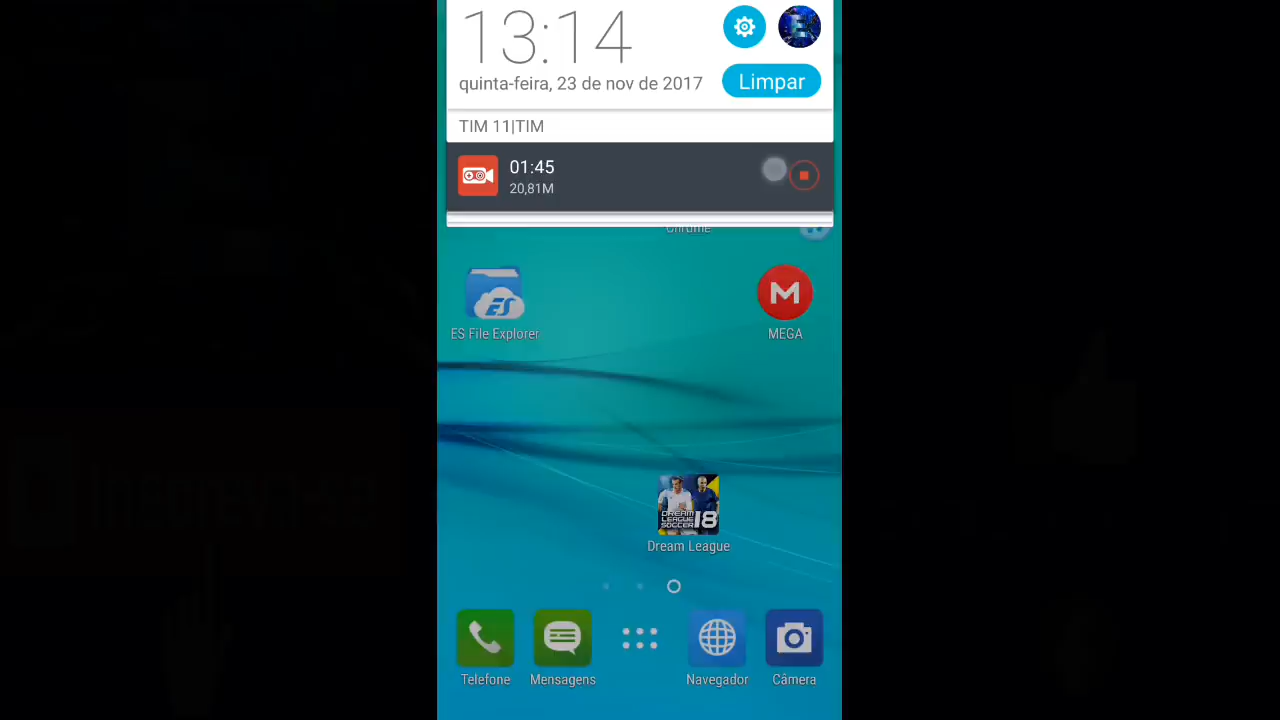 13:14
quinta-feira, 23 de nov de 2017
Limpar
TIM 11|TIM
01:45
20,81M
Chrome
ES File Explorer
MEGA
DREAM
LEAGUE
SOCCER 18
Dream League
Telefone
Mensagens
Navegador
Câmera